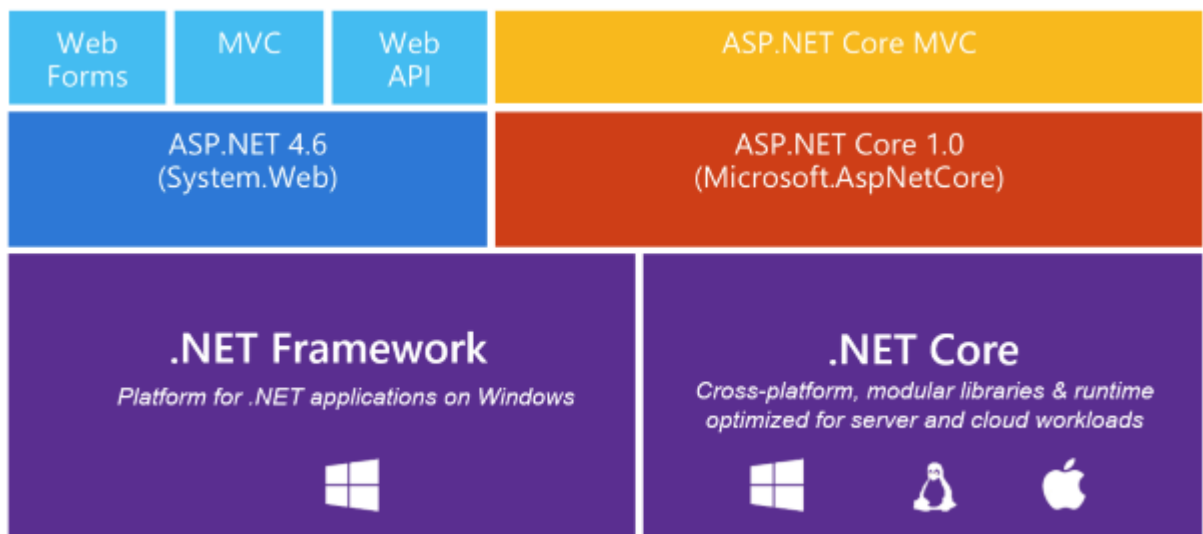 Web
Forms
MVC
Web
API
ASP.NET Core MVC
ASP.NET 4.6
(System.Web)
ASP.NET Core 1.0
(Microsoft.AspNetCore)
.NET Framework
Platform for .NET applications on Windows
.NET Core
Cross-platform, modular libraries & runtime
optimized for server and cloud workloads